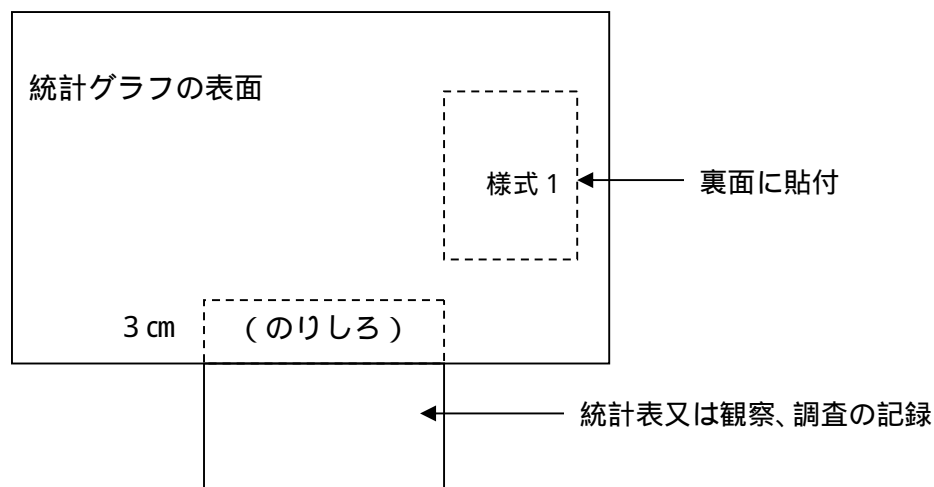 統計グラフの表面
様式1
裏面に貼付
3㎝
(のりしろ)
統計表又は観察、調査の記録